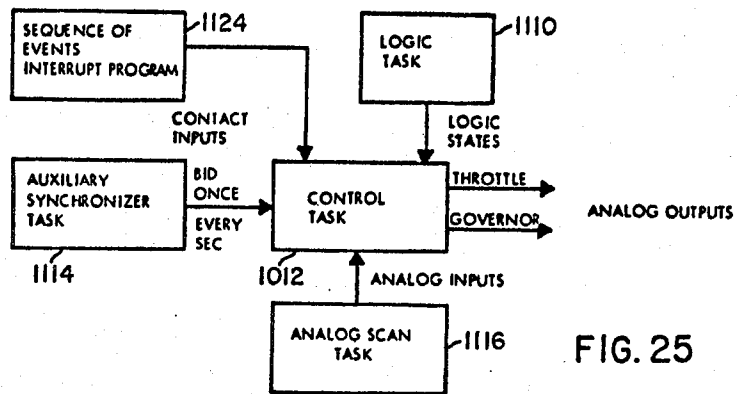 1124
SEQUENCE OF
EVENTS
INTERRUPT PROGRAM
LOGIC
TASK
1110
CONTACT
INPUTS
LOGIC
STATES
AUXILIARY
SYNCHRONIZER
TASK
BID
ONCE
EVERY
SEC
CONTROL
TASK
THROTTLE
GOVERNOR
ANALOG OUTPUTS
1114
1012
ANALOG INPUTS
ANALOG SCAN
TASK
1116
FIG. 25